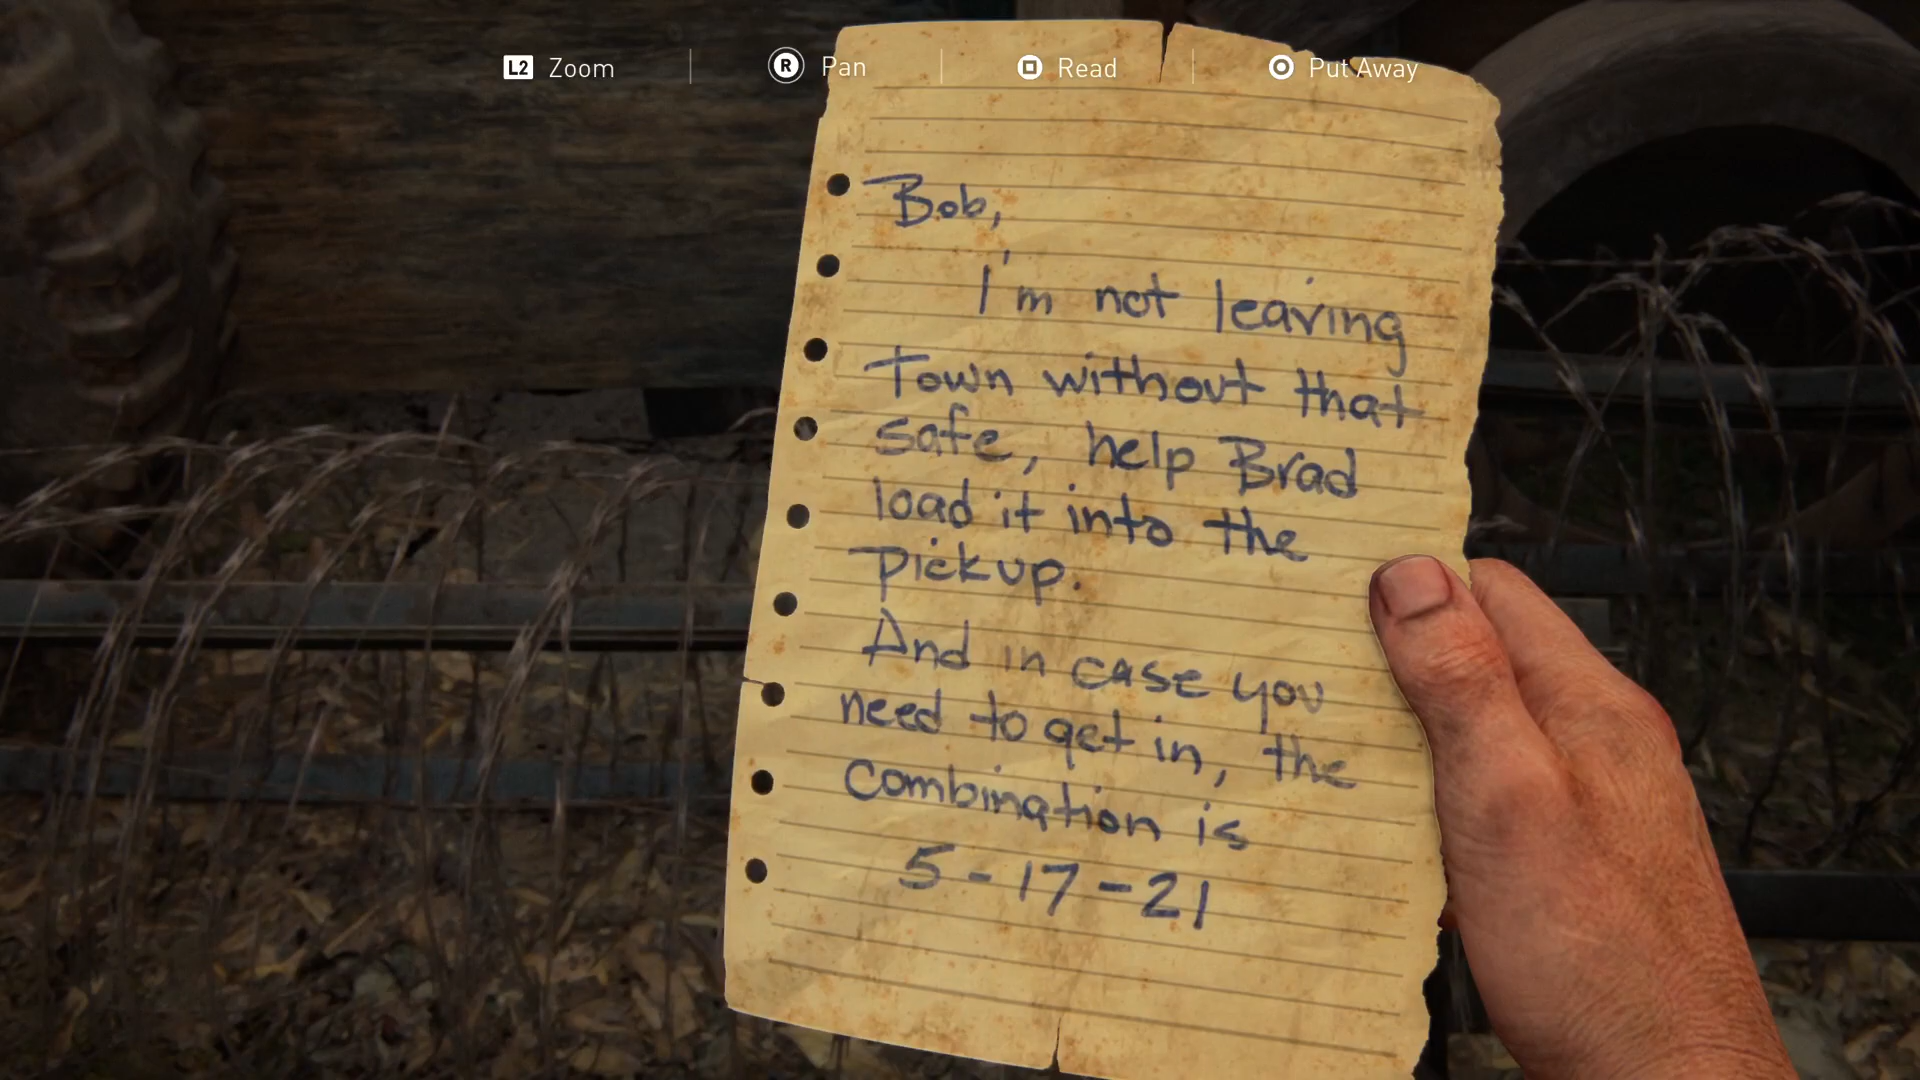 L2 Zoom R Pan Read Put Away
Bob,
I'm not leaving
Town without that
safe, help Brad
load it into the
pickup.
And in case you
need to get in, the
combination is
5-17-21